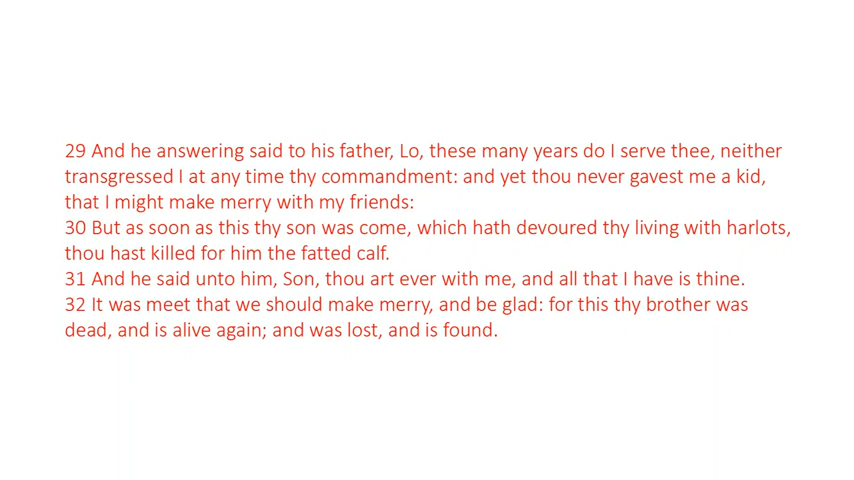 29 And he answering said to his father, Lo, these many years do I serve thee, neither
transgressed I at any time thy commandment: and yet thou never gavest me a kid,
that I might make merry with my friends:
30 But as soon as this thy son was come, which hath devoured thy living with harlots,
thou hast killed for him the fatted calf.
31 And he said unto him, Son, thou art ever with me, and all that I have is thine.
32 It was meet that we should make merry, and be glad: for this thy brother was
dead, and is alive again; and was lost, and is found.